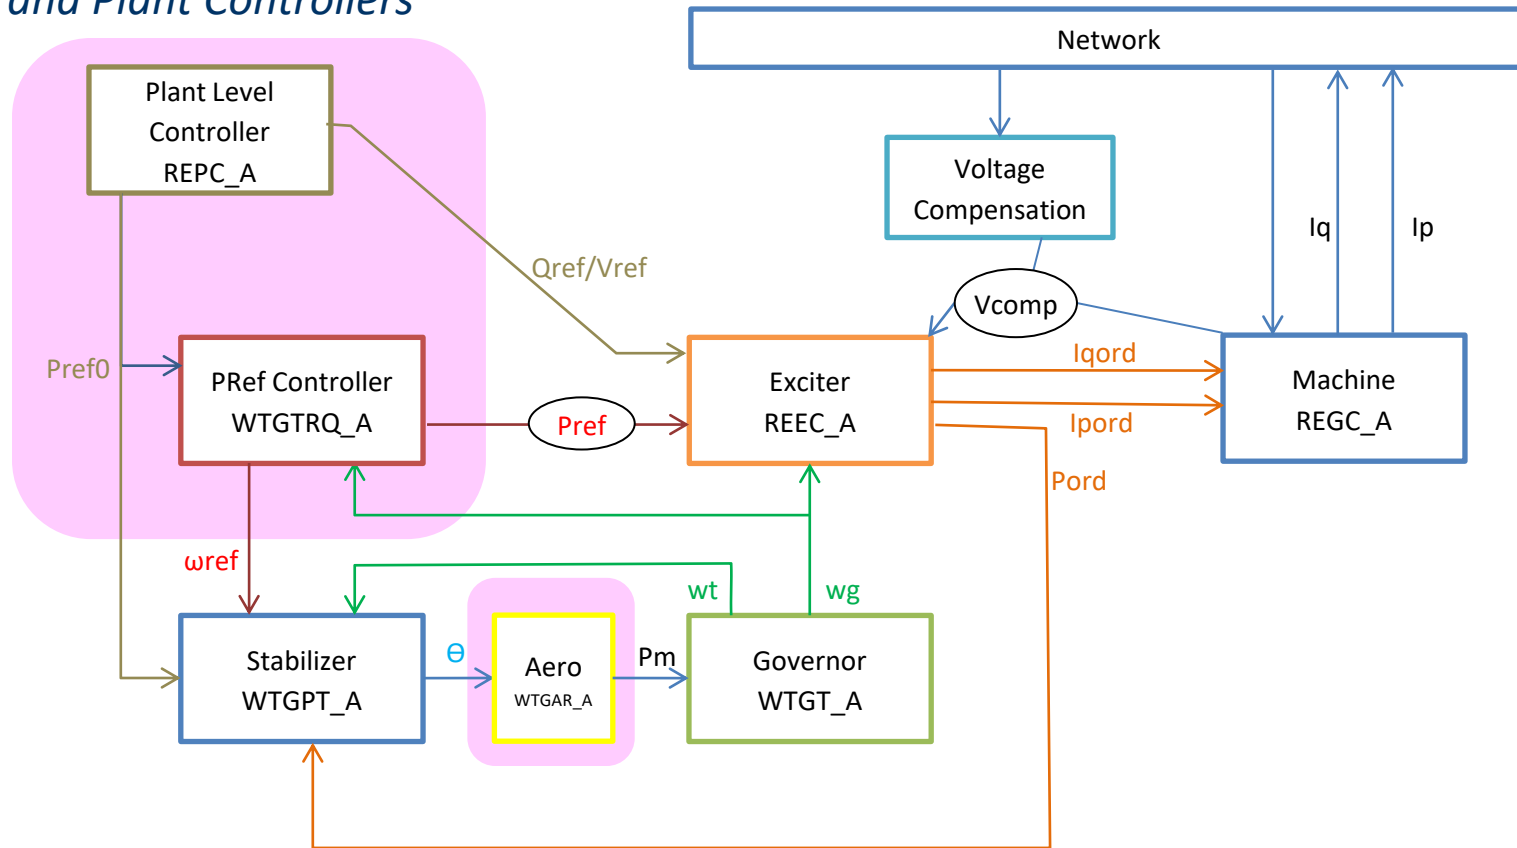 and Plant Controllers
Network
Plant Level
Controller
REPC_A
Voltage
Compensation
Iq
Ip
Qref/Vref
Vcomp
Pref0
PRef Controller
WTGTRQ_A
Pref
Exciter
REEC_A
Iqord
Ipord
Machine
REGC_A
Pord
ωref
wt
wg
Stabilizer
WTGPT_A
Θ
Aero
WTGAR_A
Pm
Governor
WTGT_A